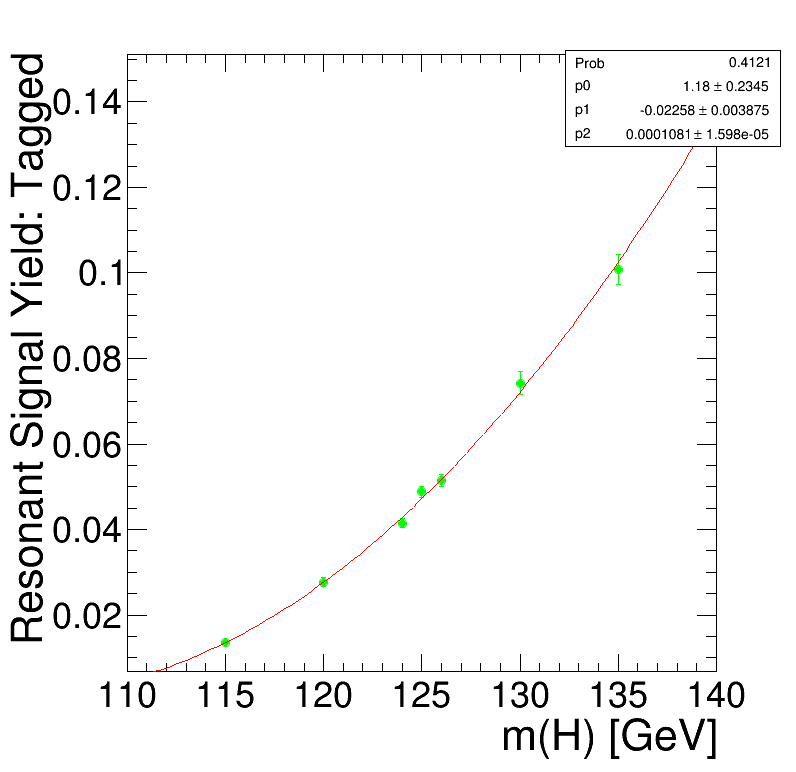 Prob 0.4121
p0 1.18 ± 0.2345
p1 -0.02258 ± 0.003875
p2 0.0001081 ± 1.598e-05
Resonant Signal Yield: Tagged
0.14
0.12
0.1
0.08
0.06
0.04
0.02
110 115 120 125 130 135 140
m(H) [GeV]